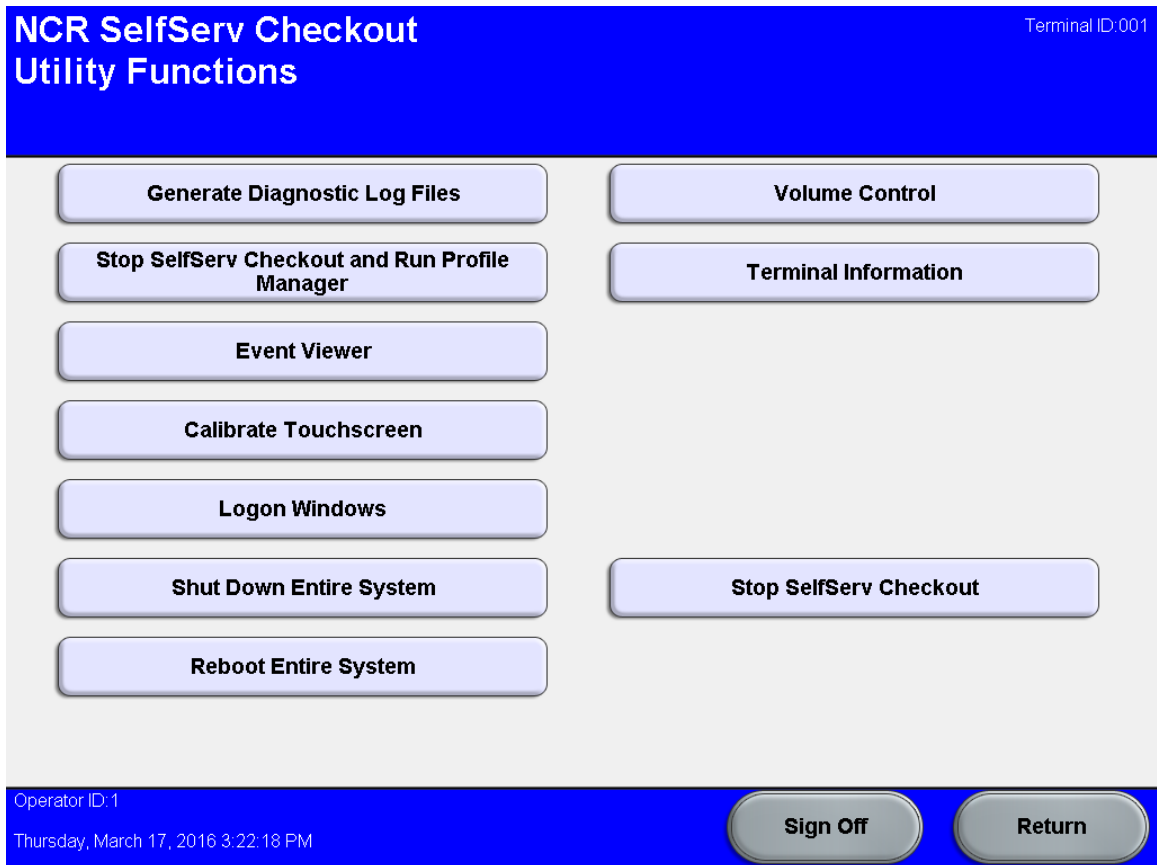 NCR SelfServ Checkout
Utility Functions
Terminal ID:001
Generate Diagnostic Log Files
Volume Control
Stop SelfServ Checkout and Run Profile
Manager
Terminal Information
Event Viewer
Calibrate Touchscreen
Logon Windows
Shut Down Entire System
Stop SelfServ Checkout
Reboot Entire System
Operator ID:1
Thursday, March 17, 2016 3:22:18 PM
Sign Off
Return